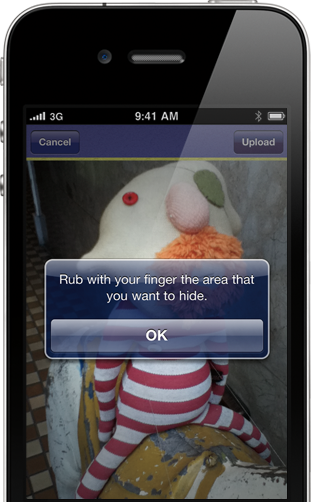 3G 9:41 AM
Cancel Upload
Rub with your finger the area that
you want to hide.
OK